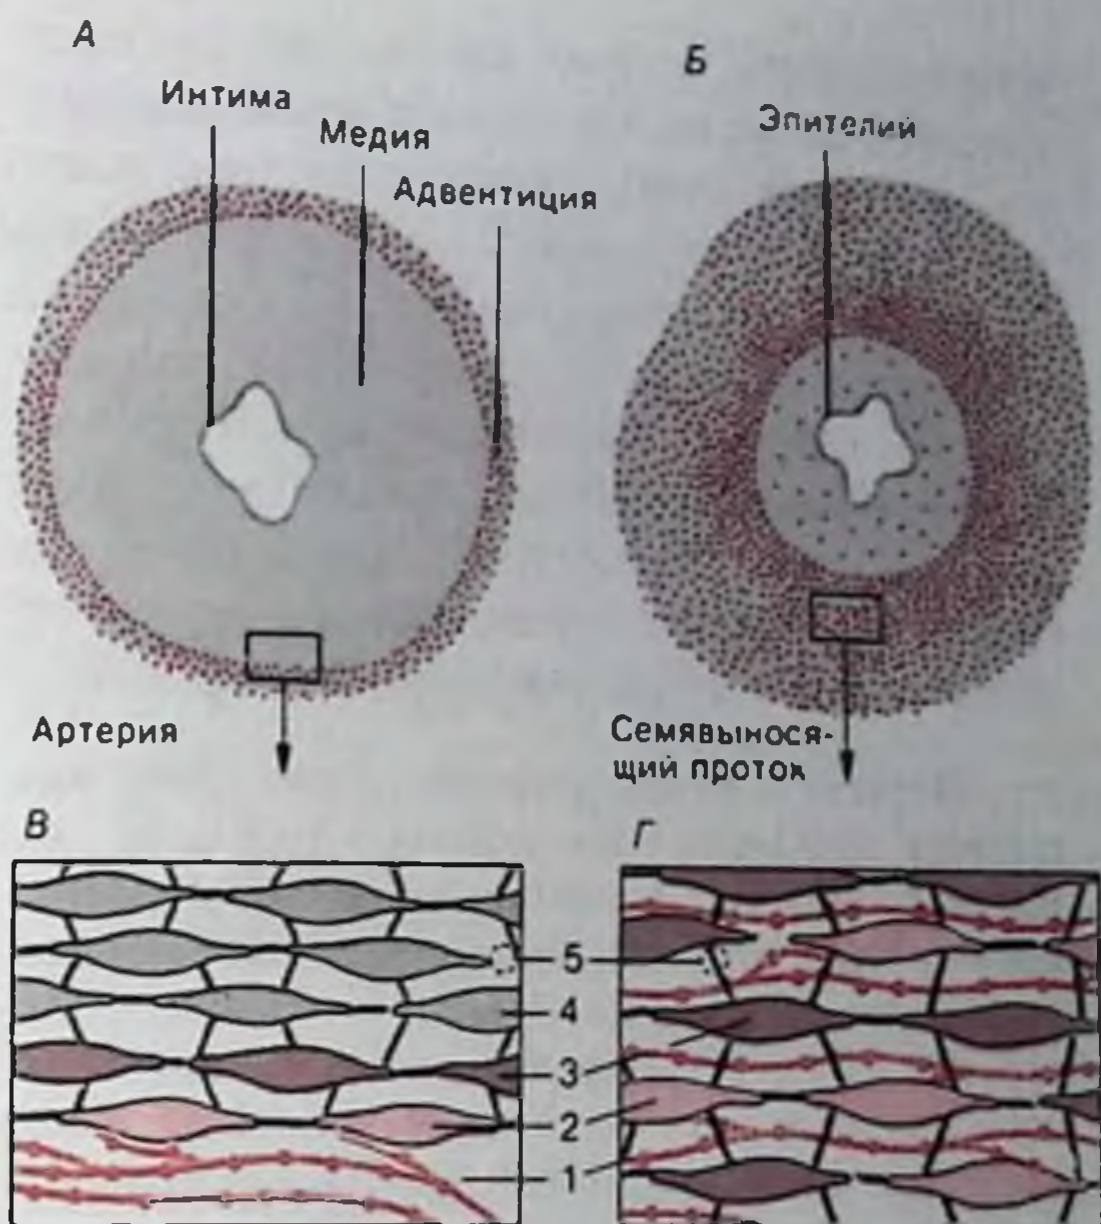 А
Б
Интима
Медия
Адвентиция
Эпителий
Артерия
Семявынося-
щий проток
В
Г
5
4
3
2
1